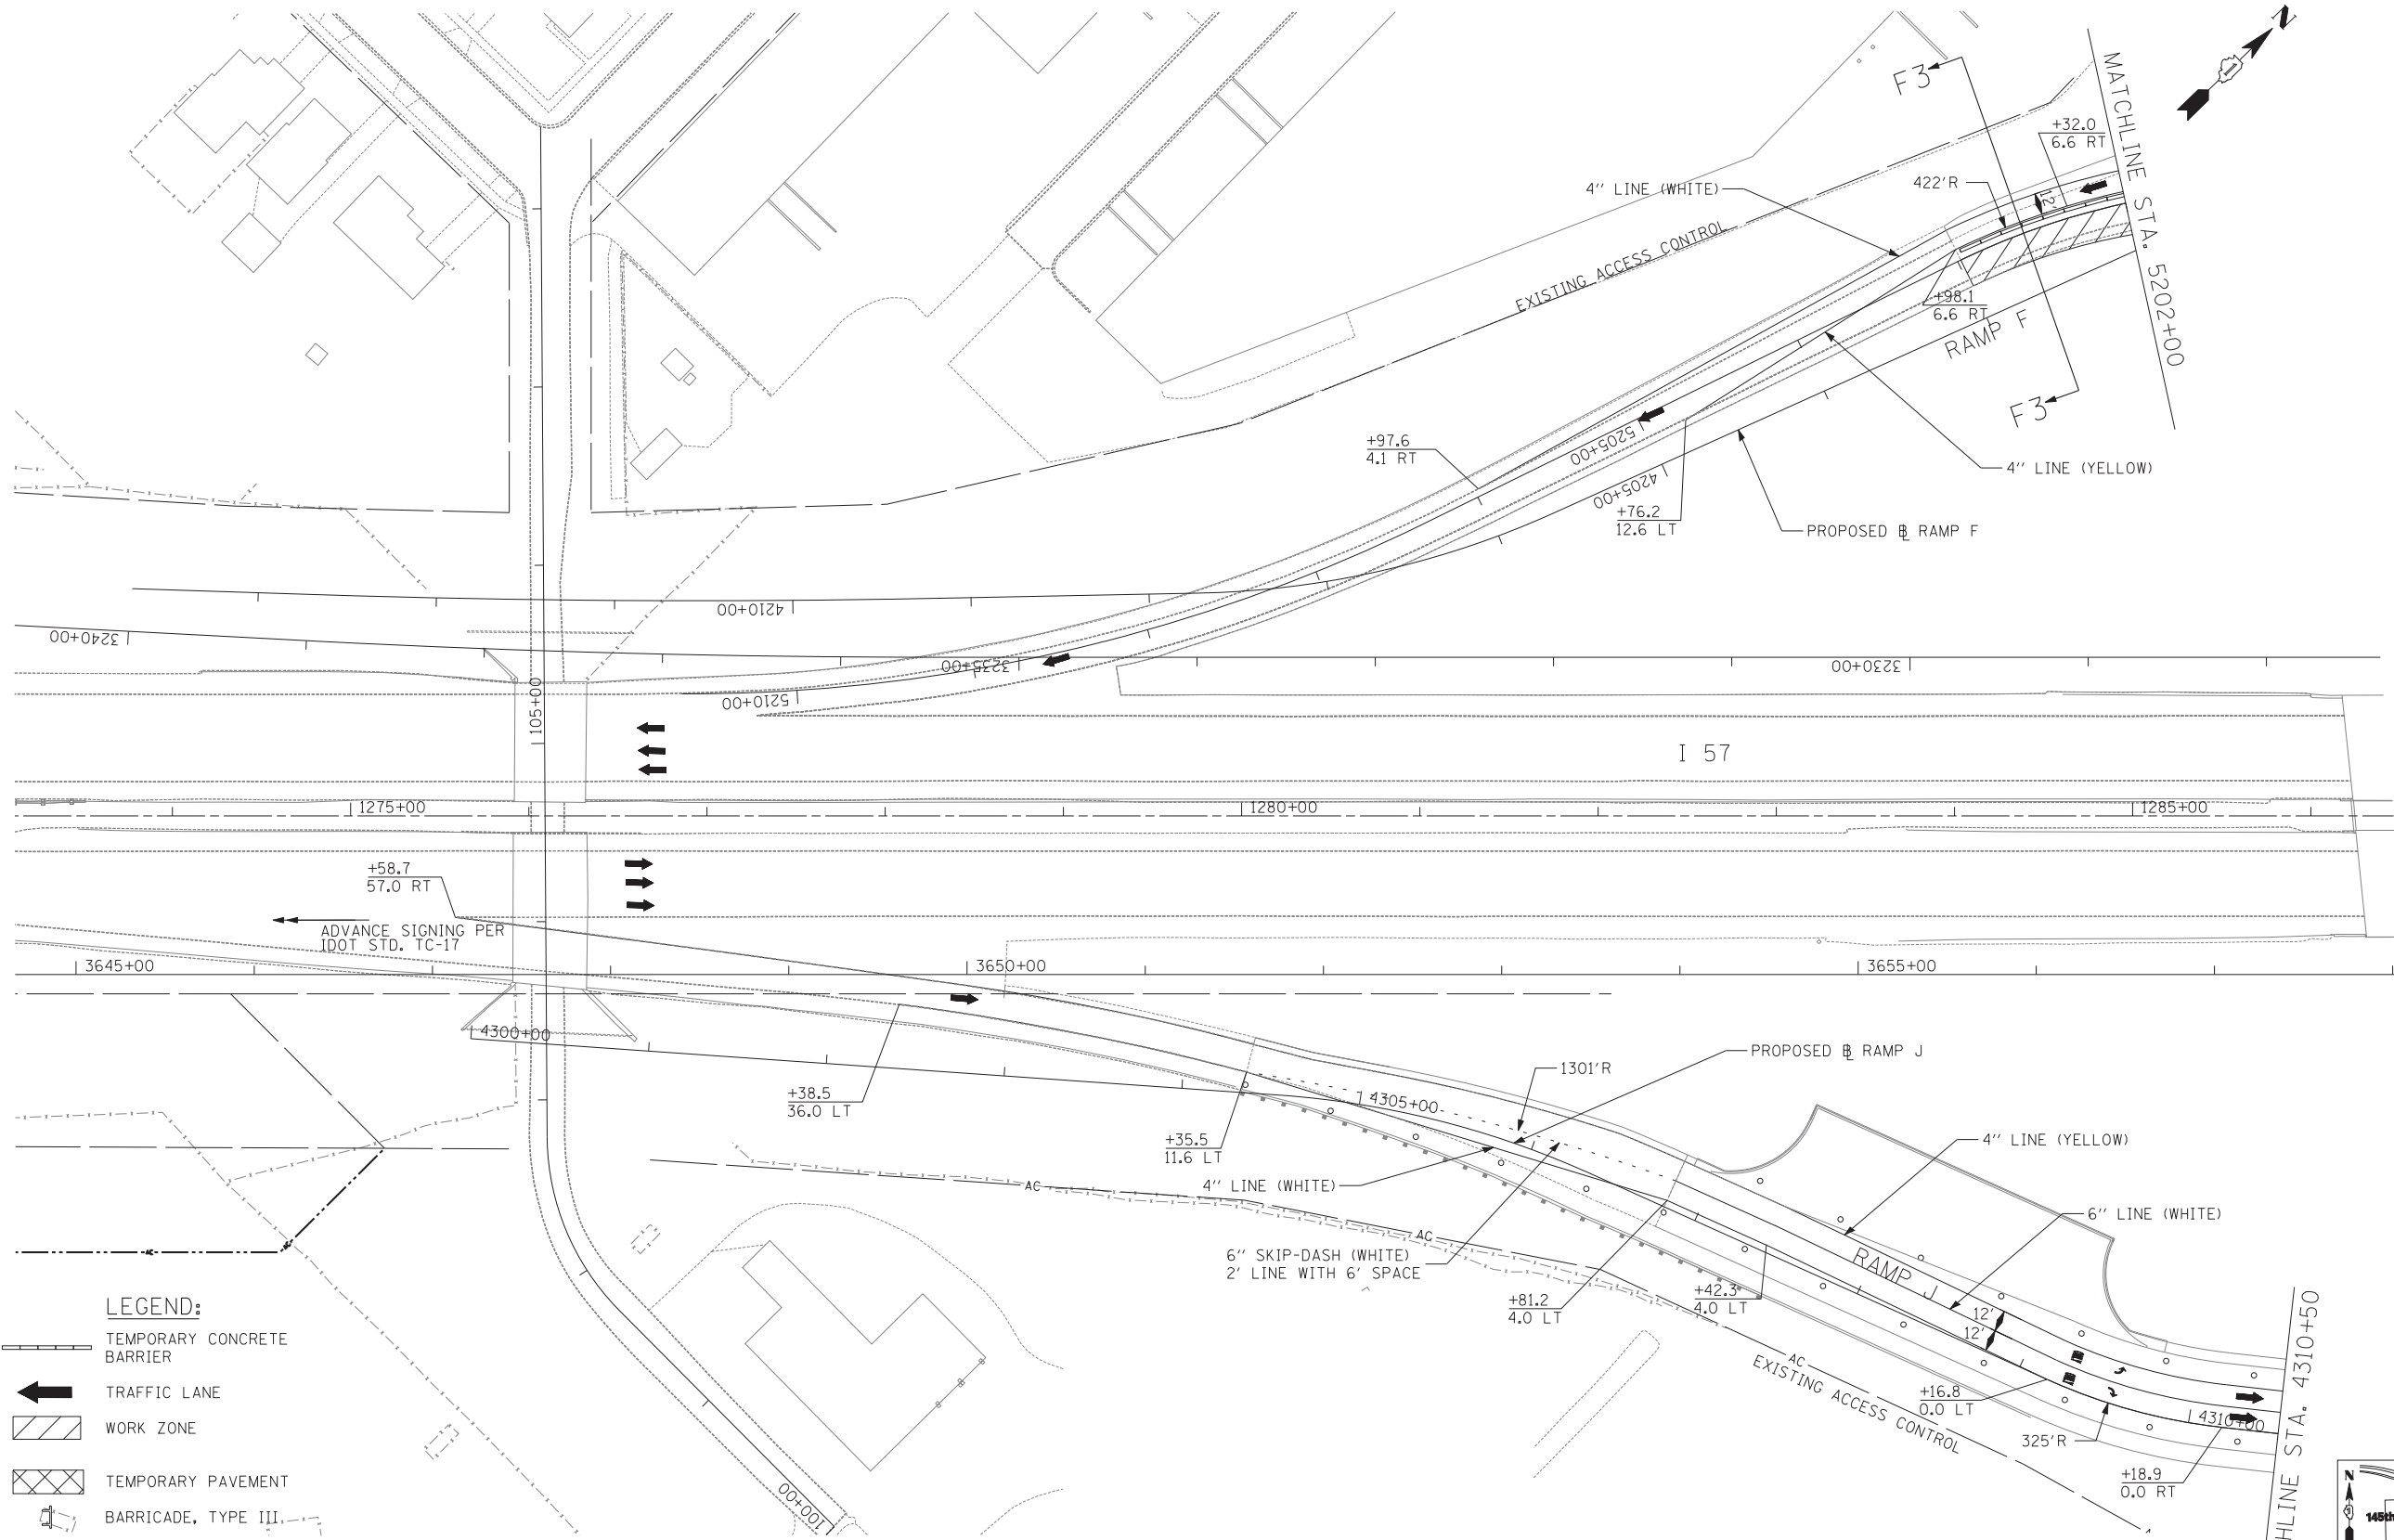 N
1
F3
MATCHLINE STA. 5202+00
+32.0
6.6 RT
4'' LINE (WHITE)
422'R
12'
EXISTING ACCESS CONTROL
+98.1
6.6 RT
RAMP F
F3
+97.6
4.1 RT
5205+00
4205+00
4'' LINE (YELLOW)
+76.2
12.6 LT
PROPOSED ℄ RAMP F
4210+00
3240+00
3235+00
3230+00
5210+00
105+00
I 57
1275+00
1280+00
1285+00
+58.7
57.0 RT
ADVANCE SIGNING PER
IDOT STD. TC-17
3645+00
3650+00
3655+00
4300+00
PROPOSED ℄ RAMP J
1301'R
+38.5
36.0 LT
4305+00
+35.5
11.6 LT
4'' LINE (YELLOW)
4'' LINE (WHITE)
AC
AC
6'' LINE (WHITE)
6'' SKIP-DASH (WHITE)
2' LINE WITH 6' SPACE
RAMP J
+81.2
4.0 LT
+42.3
4.0 LT
12'
12'
AC
EXISTING ACCESS CONTROL
+16.8
0.0 LT
4310+00
325'R
+18.9
0.0 RT
HLINE STA. 4310+50
100+00
LEGEND:
TEMPORARY CONCRETE
BARRIER
TRAFFIC LANE
WORK ZONE
TEMPORARY PAVEMENT
BARRICADE, TYPE III
N
145th